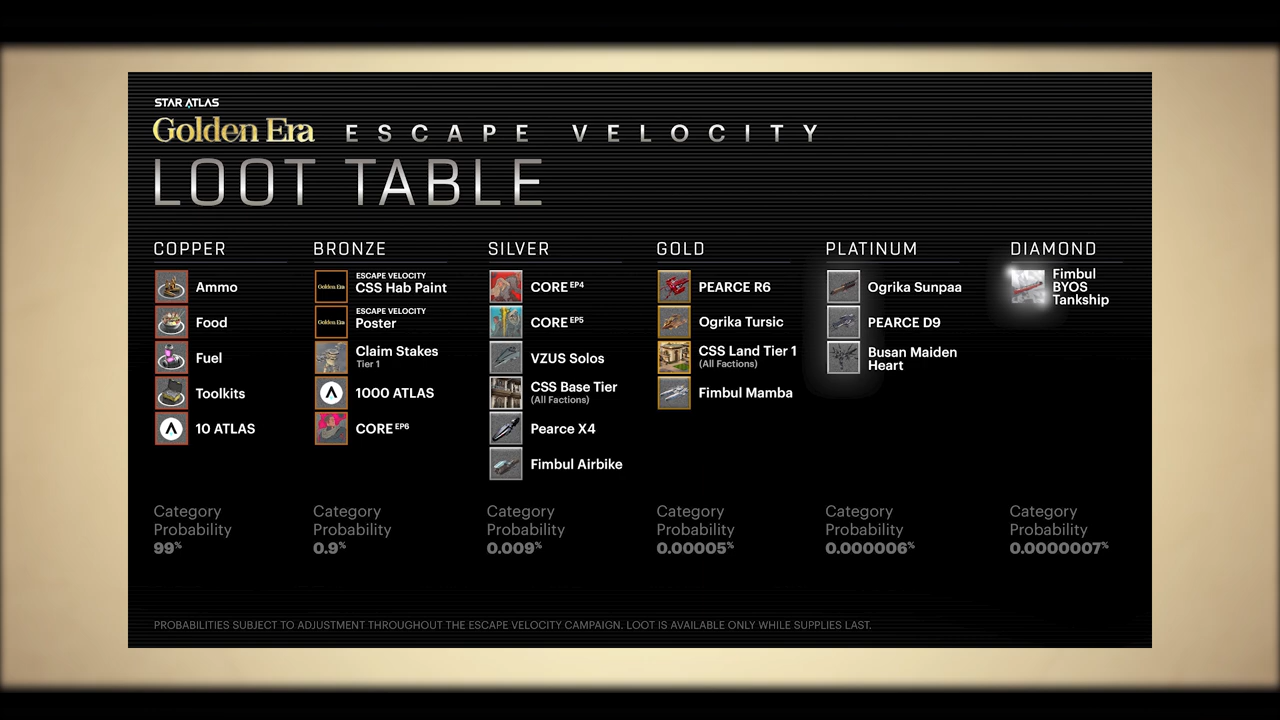 STAR ATLAS
Golden Era ESCAPE VELOCITY
LOOT TABLE
COPPER
Ammo
Food
Fuel
Toolkits
10 ATLAS
Category
Probability
99%
BRONZE
Golden Era
ESCAPE VELOCITY
CSS Hab Paint
Golden Era
ESCAPE VELOCITY
Poster
Claim Stakes
Tier 1
1000 ATLAS
CORE EP6
Category
Probability
0.9%
SILVER
CORE EP4
CORE EP5
VZUS Solos
CSS Base Tier
(All Factions)
Pearce X4
Fimbul Airbike
Category
Probability
0.009%
GOLD
PEARCE R6
Ogrika Tursic
CSS Land Tier 1
(All Factions)
Fimbul Mamba
Category
Probability
0.00005%
PLATINUM
Ogrika Sunpaa
PEARCE D9
Busan Maiden
Heart
Category
Probability
0.000006%
DIAMOND
Fimbul
BYOS
Tankship
Category
Probability
0.0000007%
PROBABILITIES SUBJECT TO ADJUSTMENT THROUGHOUT THE ESCAPE VELOCITY CAMPAIGN. LOOT IS AVAILABLE ONLY WHILE SUPPLIES LAST.